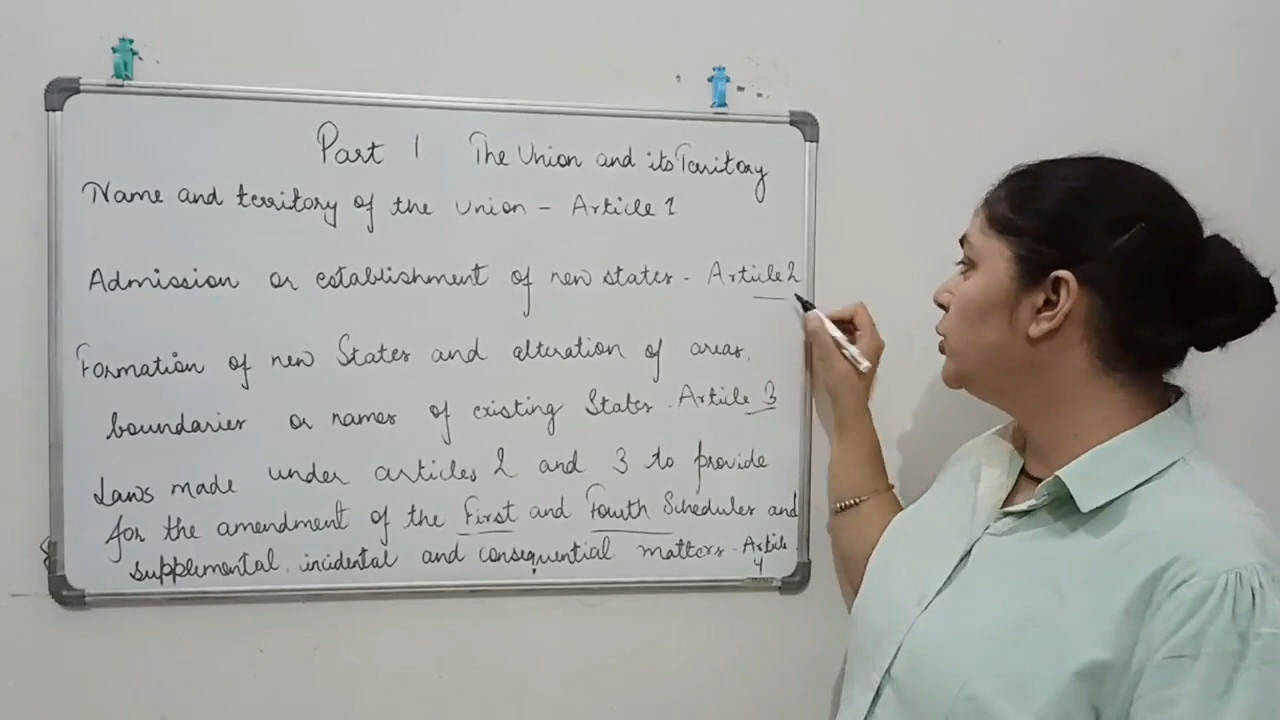 Part 1 The Union and its Territory
Name and territory of the Union - Article 1
Admission or establishment of new states - Article 2
Formation of new States and alteration of areas,
boundaries or names of existing States - Article 3
Laws made under articles 2 and 3 to provide
for the amendment of the First and Fourth Schedules and
supplemental, incidental and consequential matters - Article
4